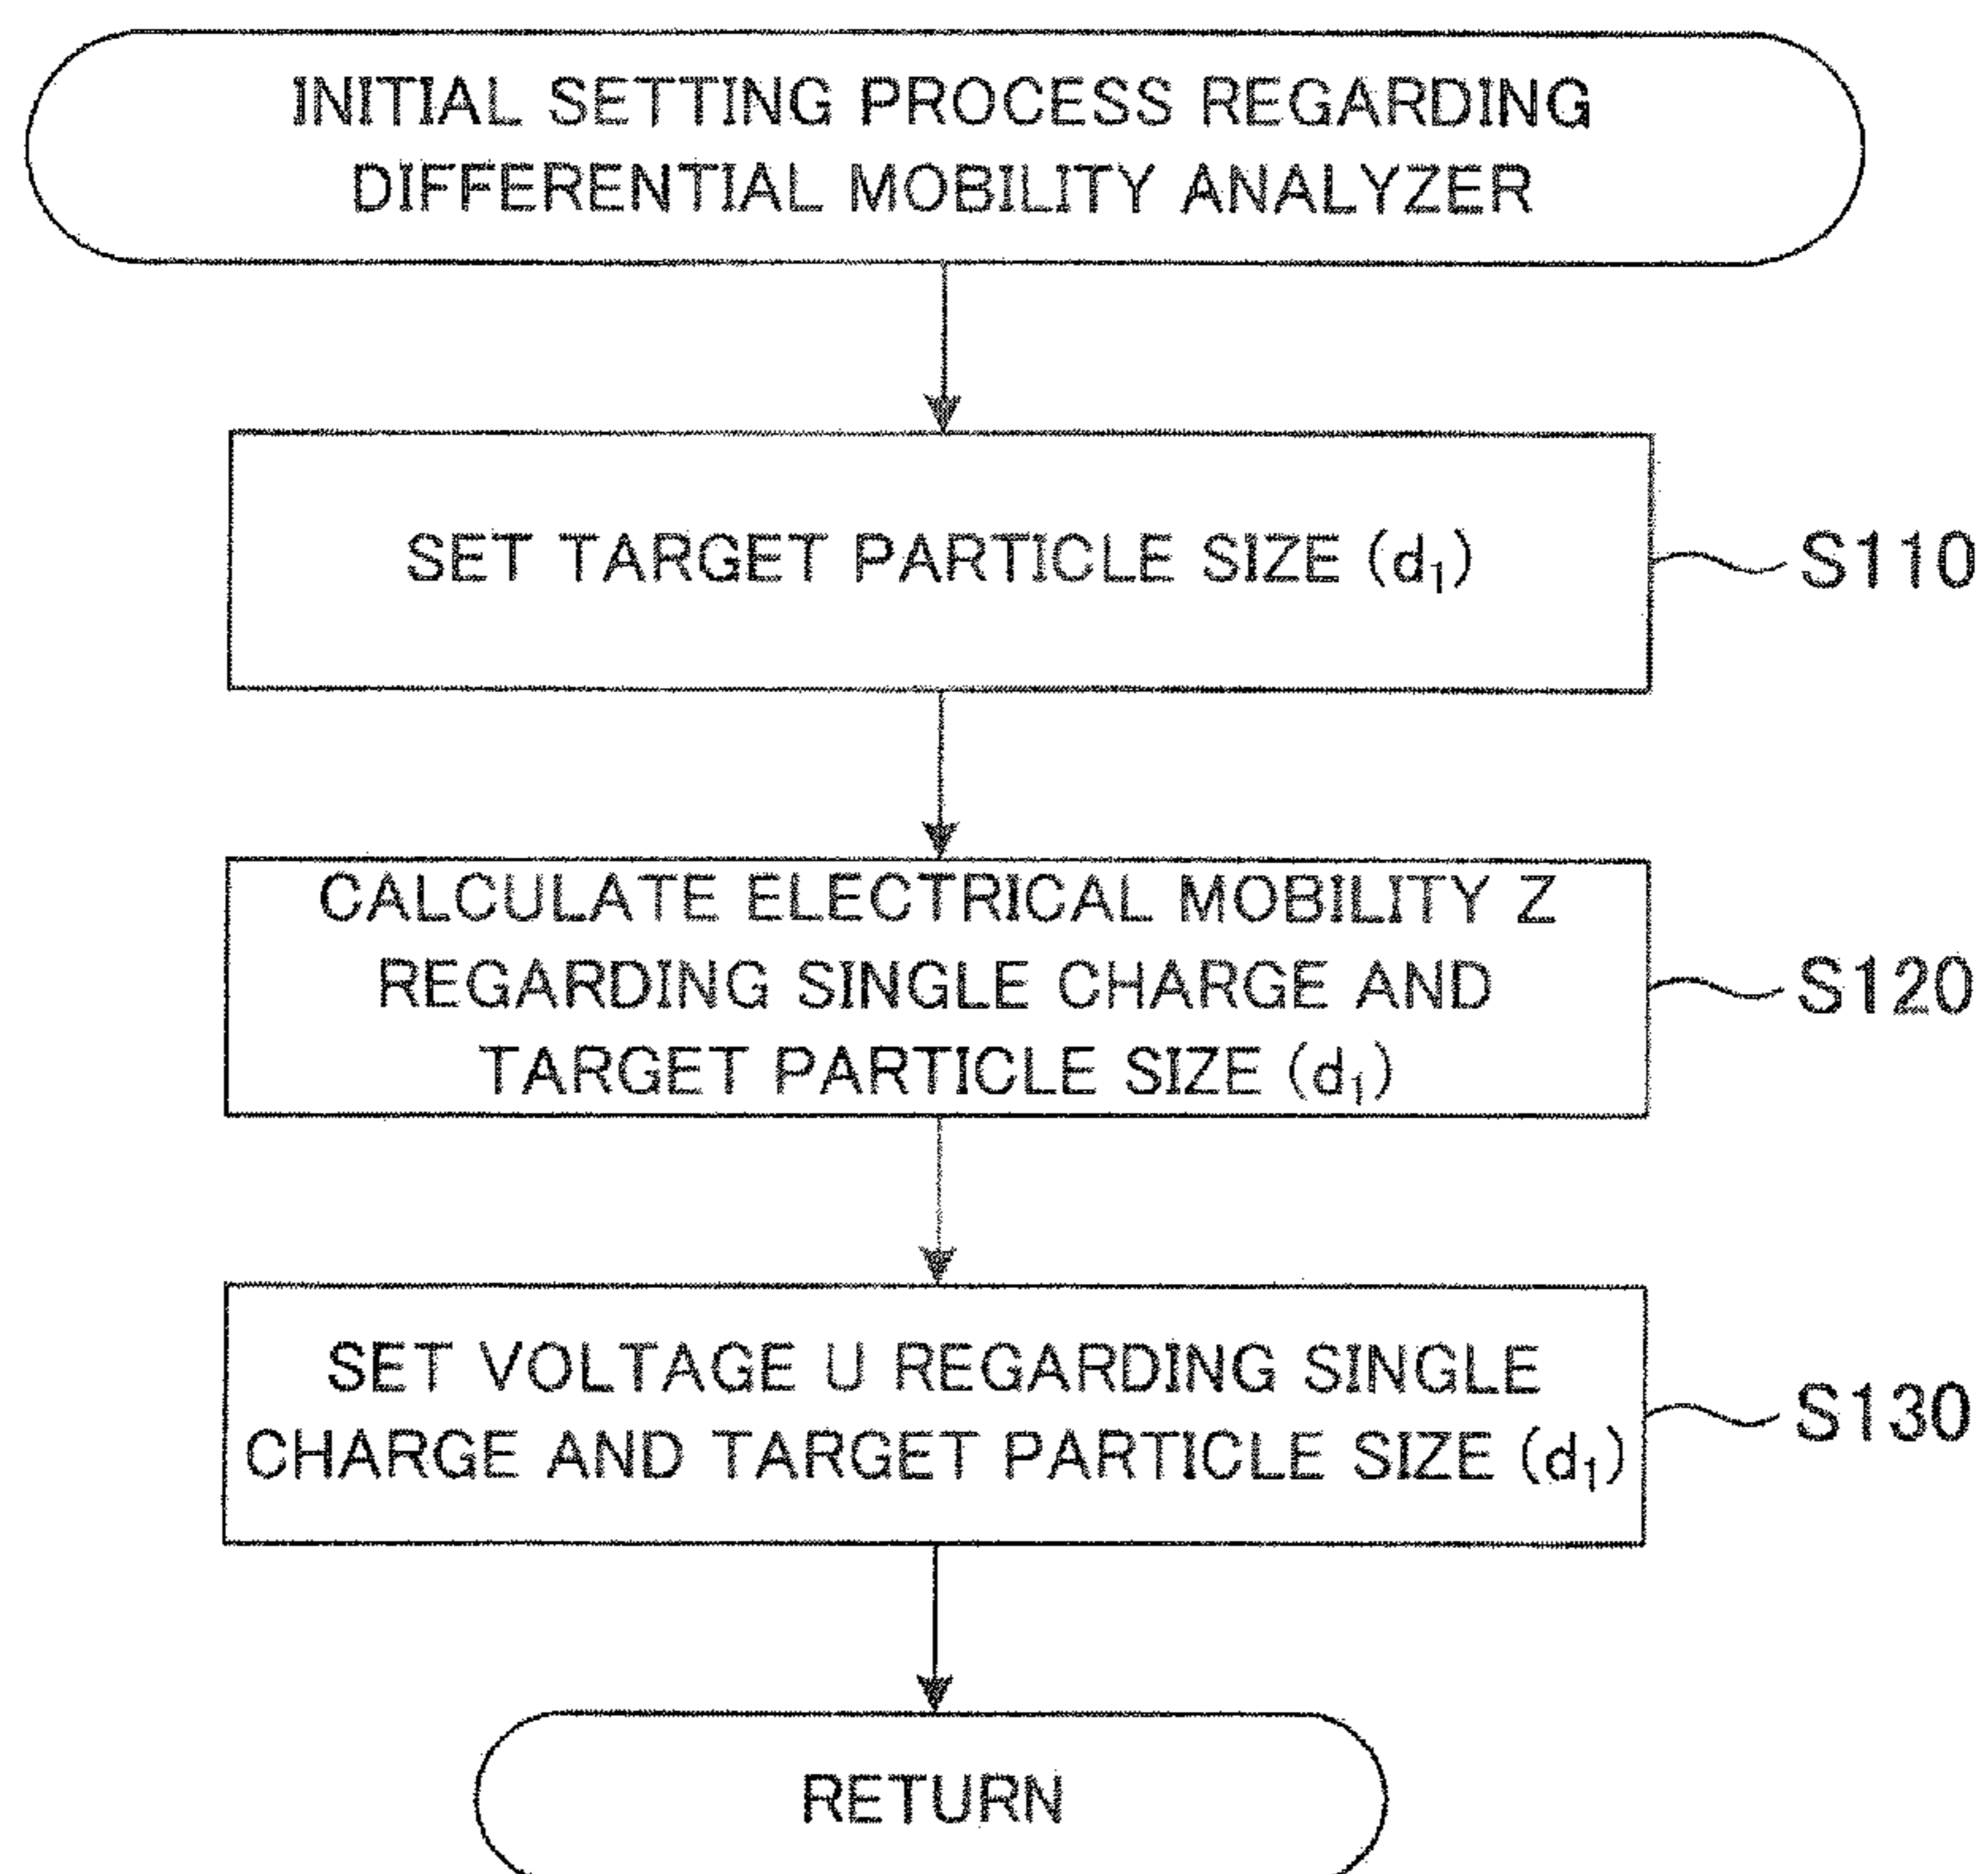 INITIAL SETTING PROCESS REGARDING
DIFFERENTIAL MOBILITY ANALYZER
SET TARGET PARTICLE SIZE (d₁)
S110
CALCULATE ELECTRICAL MOBILITY Z
REGARDING SINGLE CHARGE AND
TARGET PARTICLE SIZE (d₁)
S120
SET VOLTAGE U REGARDING SINGLE
CHARGE AND TARGET PARTICLE SIZE (d₁)
S130
RETURN